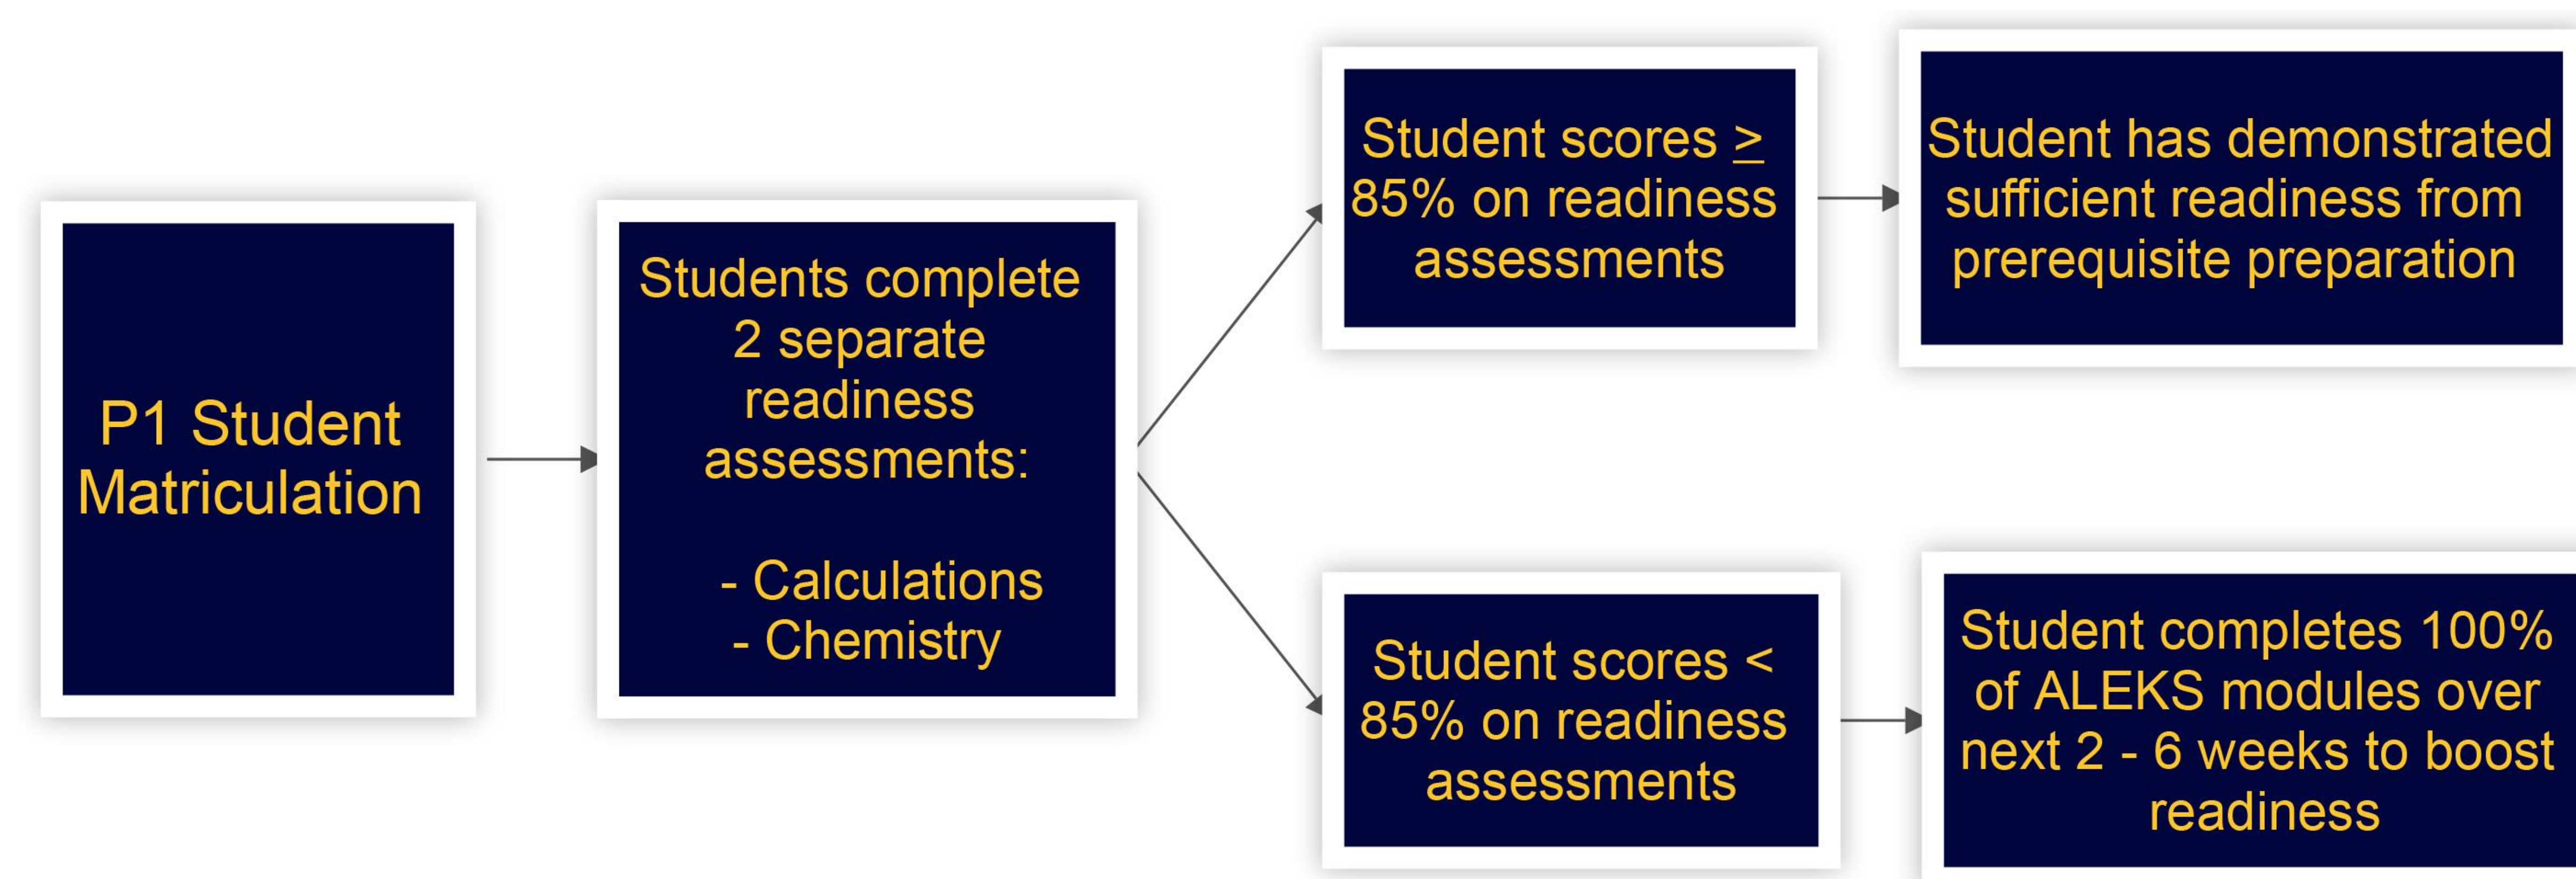 P1 Student
Matriculation
Students complete
2 separate
readiness
assessments:
- Calculations
- Chemistry
Student scores ≥
85% on readiness
assessments
Student has demonstrated
sufficient readiness from
prerequisite preparation
Student scores <
85% on readiness
assessments
Student completes 100%
of ALEKS modules over
next 2 - 6 weeks to boost
readiness